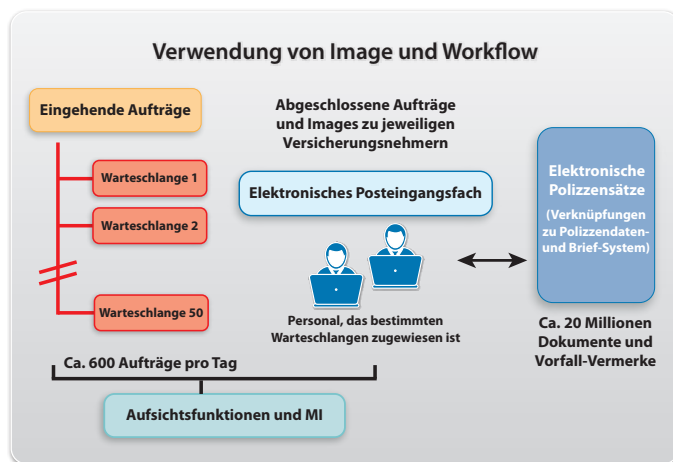 Verwendung von Image und Workflow
Eingehende Aufträge
Warteschlange 1
Warteschlange 2
Warteschlange 50
Abgeschlossene Aufträge
und Images zu jeweiligen
Versicherungsnehmern
Elektronisches Posteingangsfach
Personal, das bestimmten
Warteschlangen zugewiesen ist
Elektronische
Polizzensätze
(Verknüpfungen
zu Polizzendaten-
und Brief-System)
Ca. 20 Millionen
Dokumente und
Vorfall-Vermerke
Ca. 600 Aufträge pro Tag
Aufsichtsfunktionen und MI